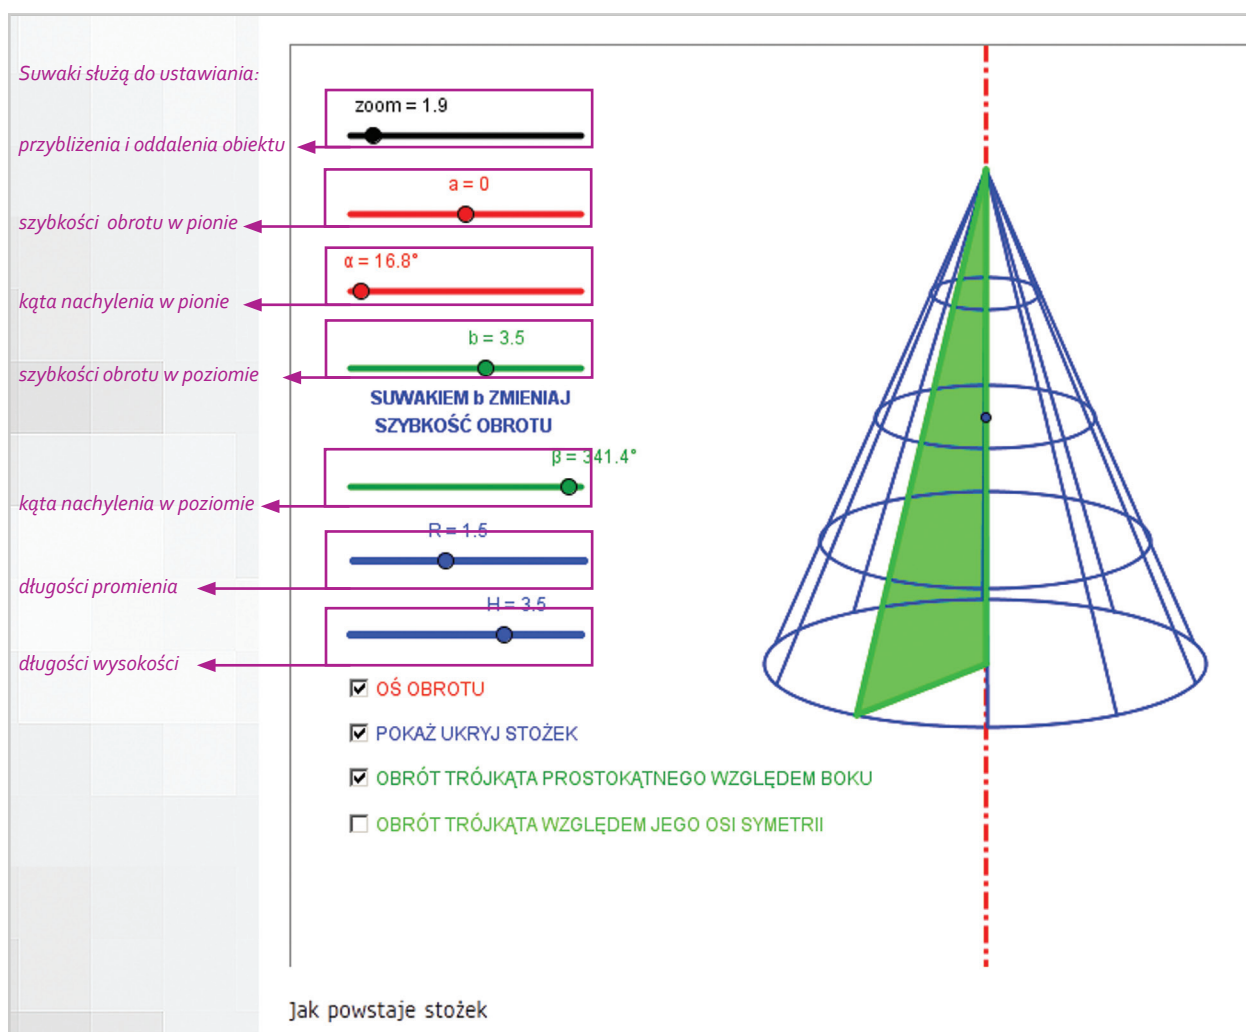 Suwaki służą do ustawiania:
zoom = 1.9
przybliżenia i oddalenia obiektu
a = 0
szybkości obrotu w pionie
α = 16.8°
kąta nachylenia w pionie
b = 3.5
szybkości obrotu w poziomie
SUWAKIEM b ZMIENIAJ
SZYBKOŚĆ OBROTU
β = 341.4°
kąta nachylenia w poziomie
R = 1.5
długości promienia
H = 3.5
długości wysokości
OŚ OBROTU
POKAŻ UKRYJ STOŻEK
OBRÓT TRÓJKĄTA PROSTOKĄTNEGO WZGLĘDEM BOKU
OBRÓT TRÓJKĄTA WZGLĘDEM JEGO OSI SYMETRII
Jak powstaje stożek